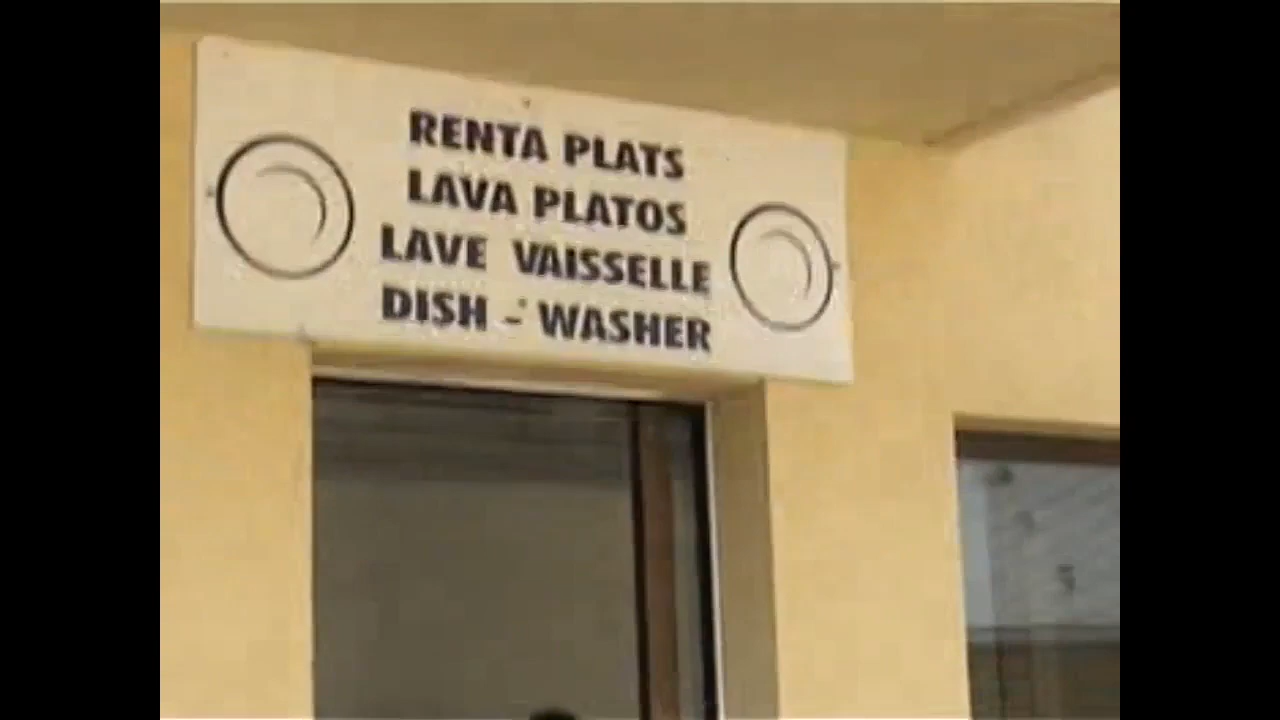 RENTA PLATS
LAVA PLATOS
LAVE VAISSELLE
DISH - WASHER